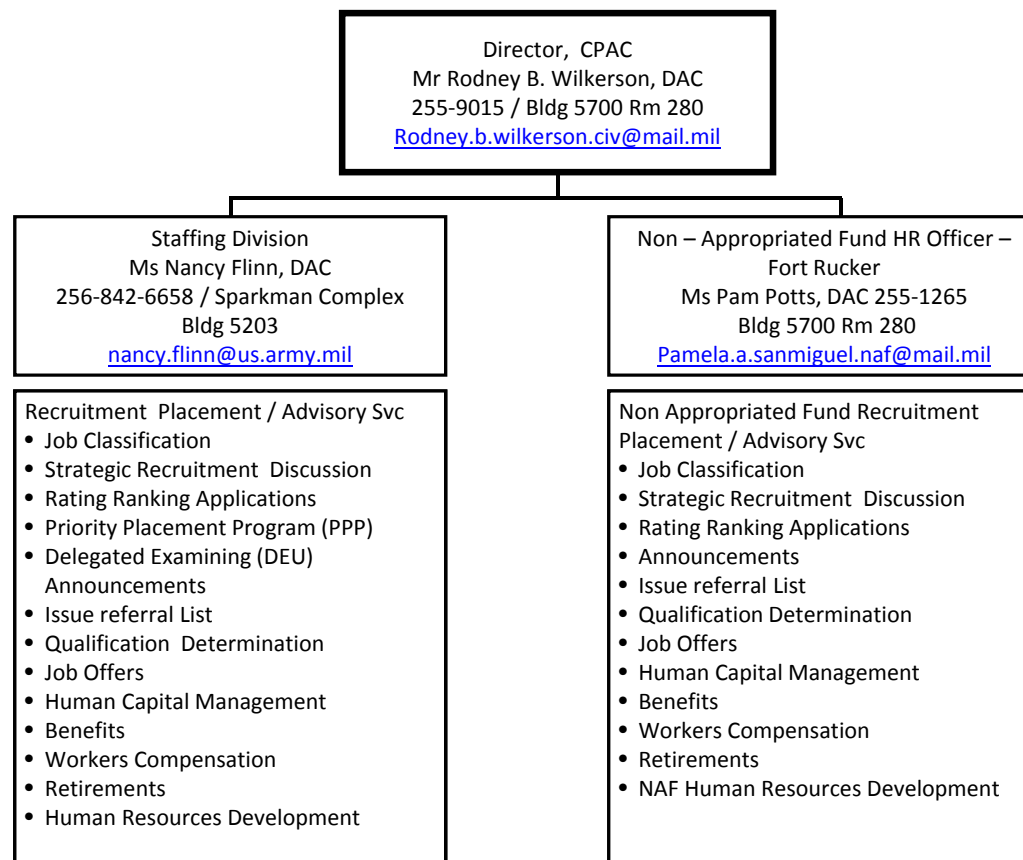 Director, CPAC
Mr Rodney B. Wilkerson, DAC
255-9015 / Bldg 5700 Rm 280
Rodney.b.wilkerson.civ@mail.mil
Staffing Division
Ms Nancy Flinn, DAC
256-842-6658 / Sparkman Complex
Bldg 5203
nancy.flinn@us.army.mil
Non – Appropriated Fund HR Officer –
Fort Rucker
Ms Pam Potts, DAC 255-1265
Bldg 5700 Rm 280
Pamela.a.sanmiguel.naf@mail.mil
Recruitment Placement / Advisory Svc
• Job Classification
• Strategic Recruitment Discussion
• Rating Ranking Applications
• Priority Placement Program (PPP)
• Delegated Examining (DEU)
Announcements
• Issue referral List
• Qualification Determination
• Job Offers
• Human Capital Management
• Benefits
• Workers Compensation
• Retirements
• Human Resources Development
Non Appropriated Fund Recruitment
Placement / Advisory Svc
• Job Classification
• Strategic Recruitment Discussion
• Rating Ranking Applications
• Announcements
• Issue referral List
• Qualification Determination
• Job Offers
• Human Capital Management
• Benefits
• Workers Compensation
• Retirements
• NAF Human Resources Development